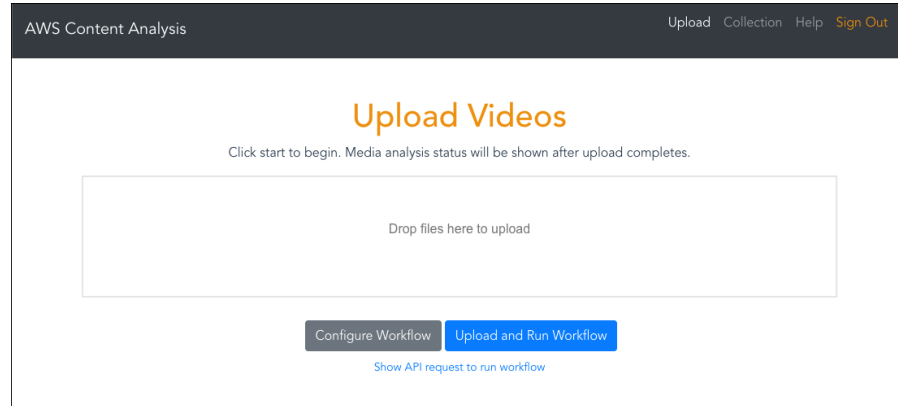 AWS Content Analysis
Upload Collection Help Sign Out
Upload Videos
Click start to begin. Media analysis status will be shown after upload completes.
Drop files here to upload
Configure Workflow Upload and Run Workflow
Show API request to run workflow